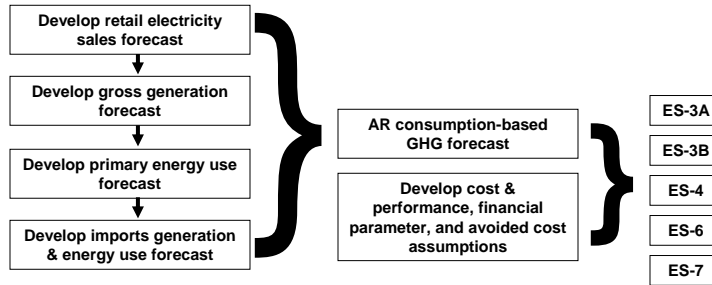 Develop retail electricity
sales forecast
Develop gross generation
forecast
Develop primary energy use
forecast
Develop imports generation
& energy use forecast
AR consumption-based
GHG forecast
Develop cost &
performance, financial
parameter, and avoided cost
assumptions
ES-3A
ES-3B
ES-4
ES-6
ES-7